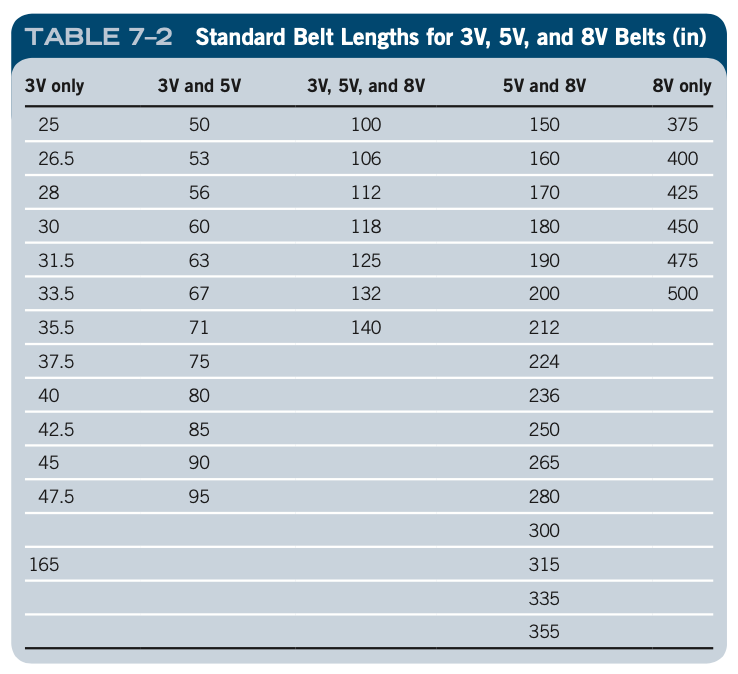 TABLE 7–2 Standard Belt Lengths for 3V, 5V, and 8V Belts (in)
3V only 3V and 5V 3V, 5V, and 8V 5V and 8V 8V only
25 50 100 150 375
26.5 53 106 160 400
28 56 112 170 425
30 60 118 180 450
31.5 63 125 190 475
33.5 67 132 200 500
35.5 71 140 212
37.5 75 224
40 80 236
42.5 85 250
45 90 265
47.5 95 280
300
165 315
335
355